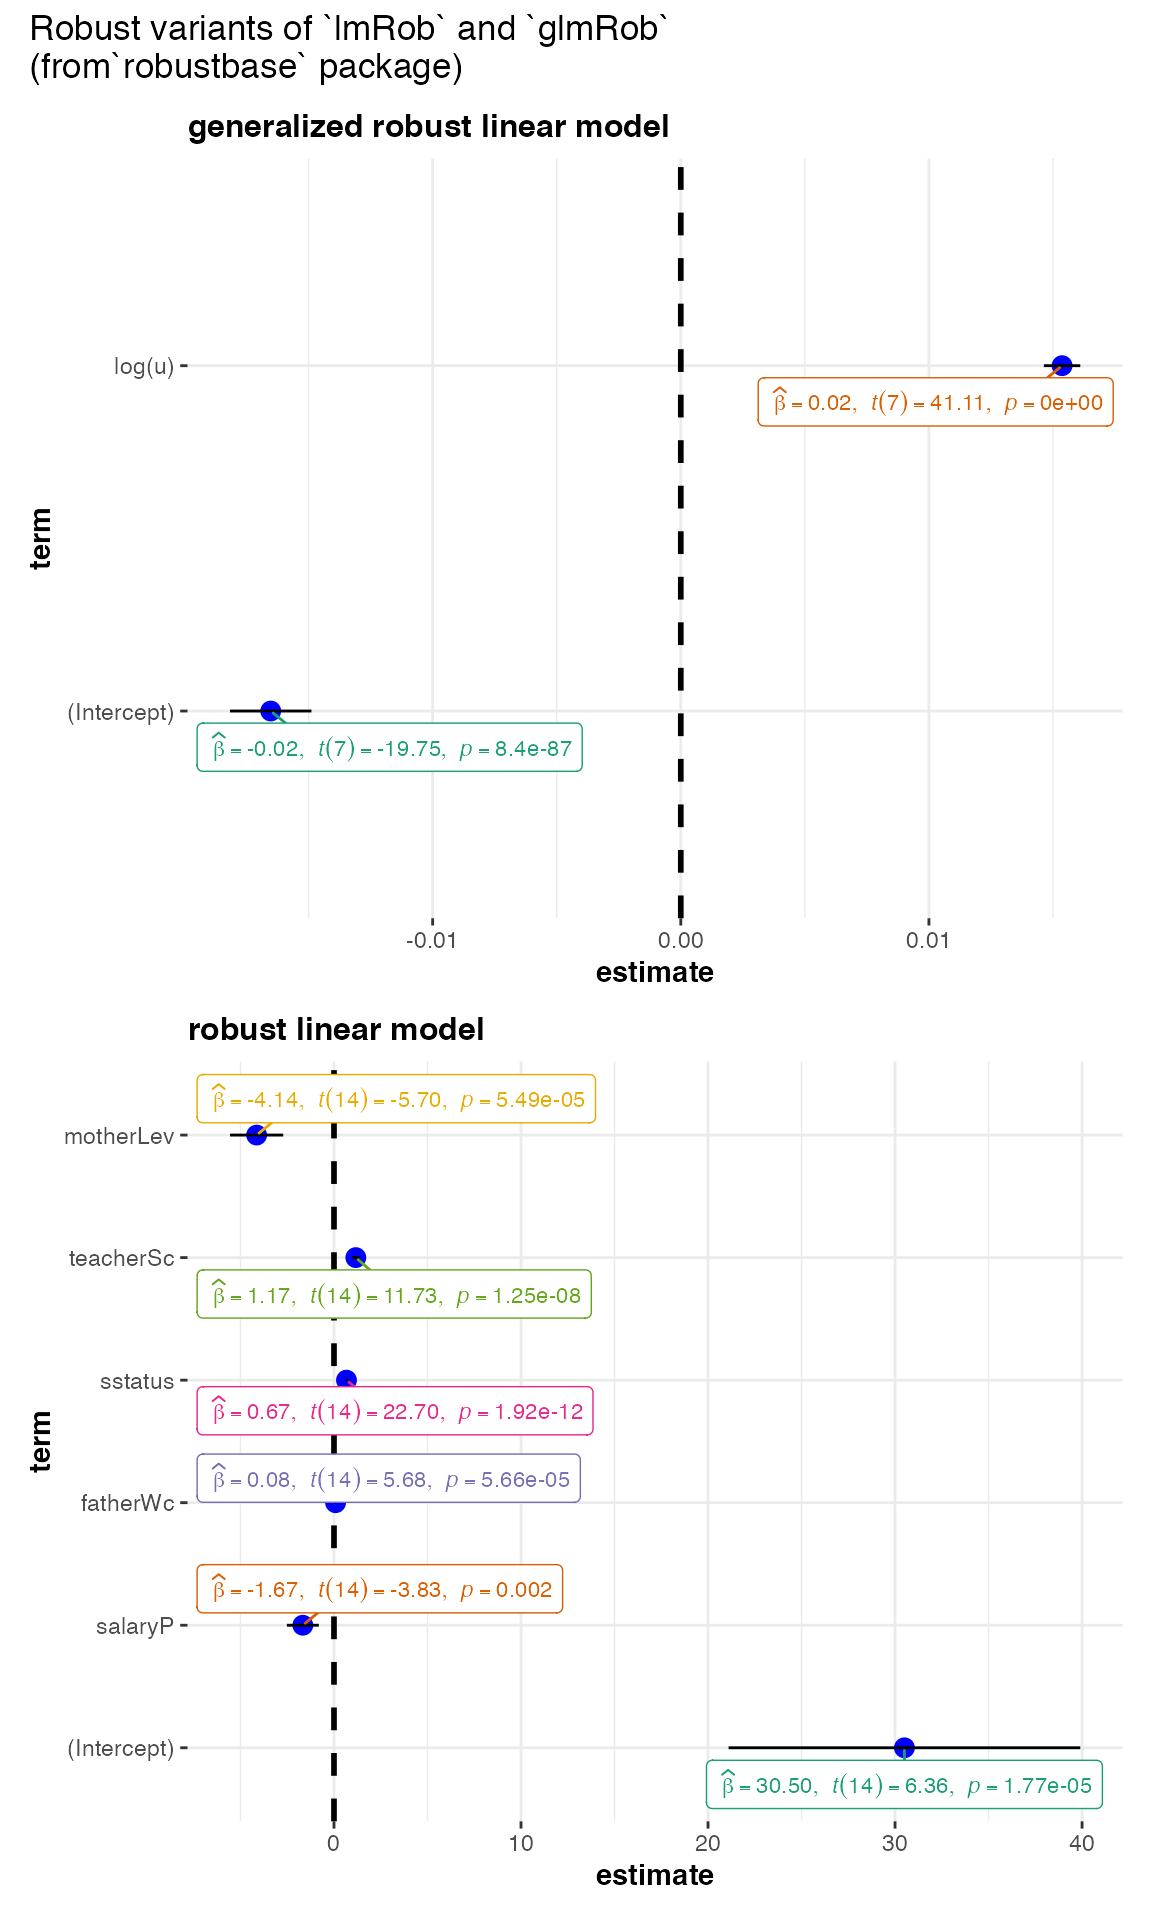 Robust variants of `lmRob` and `glmRob`
(from`robustbase` package)
generalized robust linear model
log(u)
β̂ = 0.02, t(7) = 41.11, p = 0e+00
term
(Intercept)
β̂ = -0.02, t(7) = -19.75, p = 8.4e-87
-0.01 0.00 0.01
estimate
robust linear model
β̂ = -4.14, t(14) = -5.70, p = 5.49e-05
motherLev
teacherSc
β̂ = 1.17, t(14) = 11.73, p = 1.25e-08
sstatus
β̂ = 0.67, t(14) = 22.70, p = 1.92e-12
term
β̂ = 0.08, t(14) = 5.68, p = 5.66e-05
fatherWc
β̂ = -1.67, t(14) = -3.83, p = 0.002
salaryP
(Intercept)
β̂ = 30.50, t(14) = 6.36, p = 1.77e-05
0 10 20 30 40
estimate